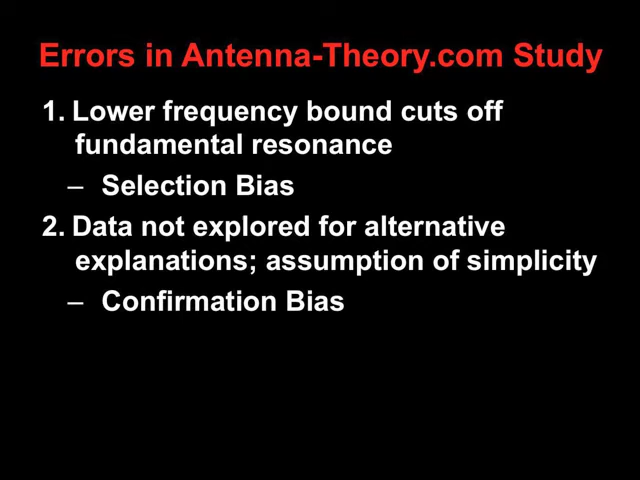 Errors in Antenna-Theory.com Study
1. Lower frequency bound cuts off
fundamental resonance
– Selection Bias
2. Data not explored for alternative
explanations; assumption of simplicity
– Confirmation Bias